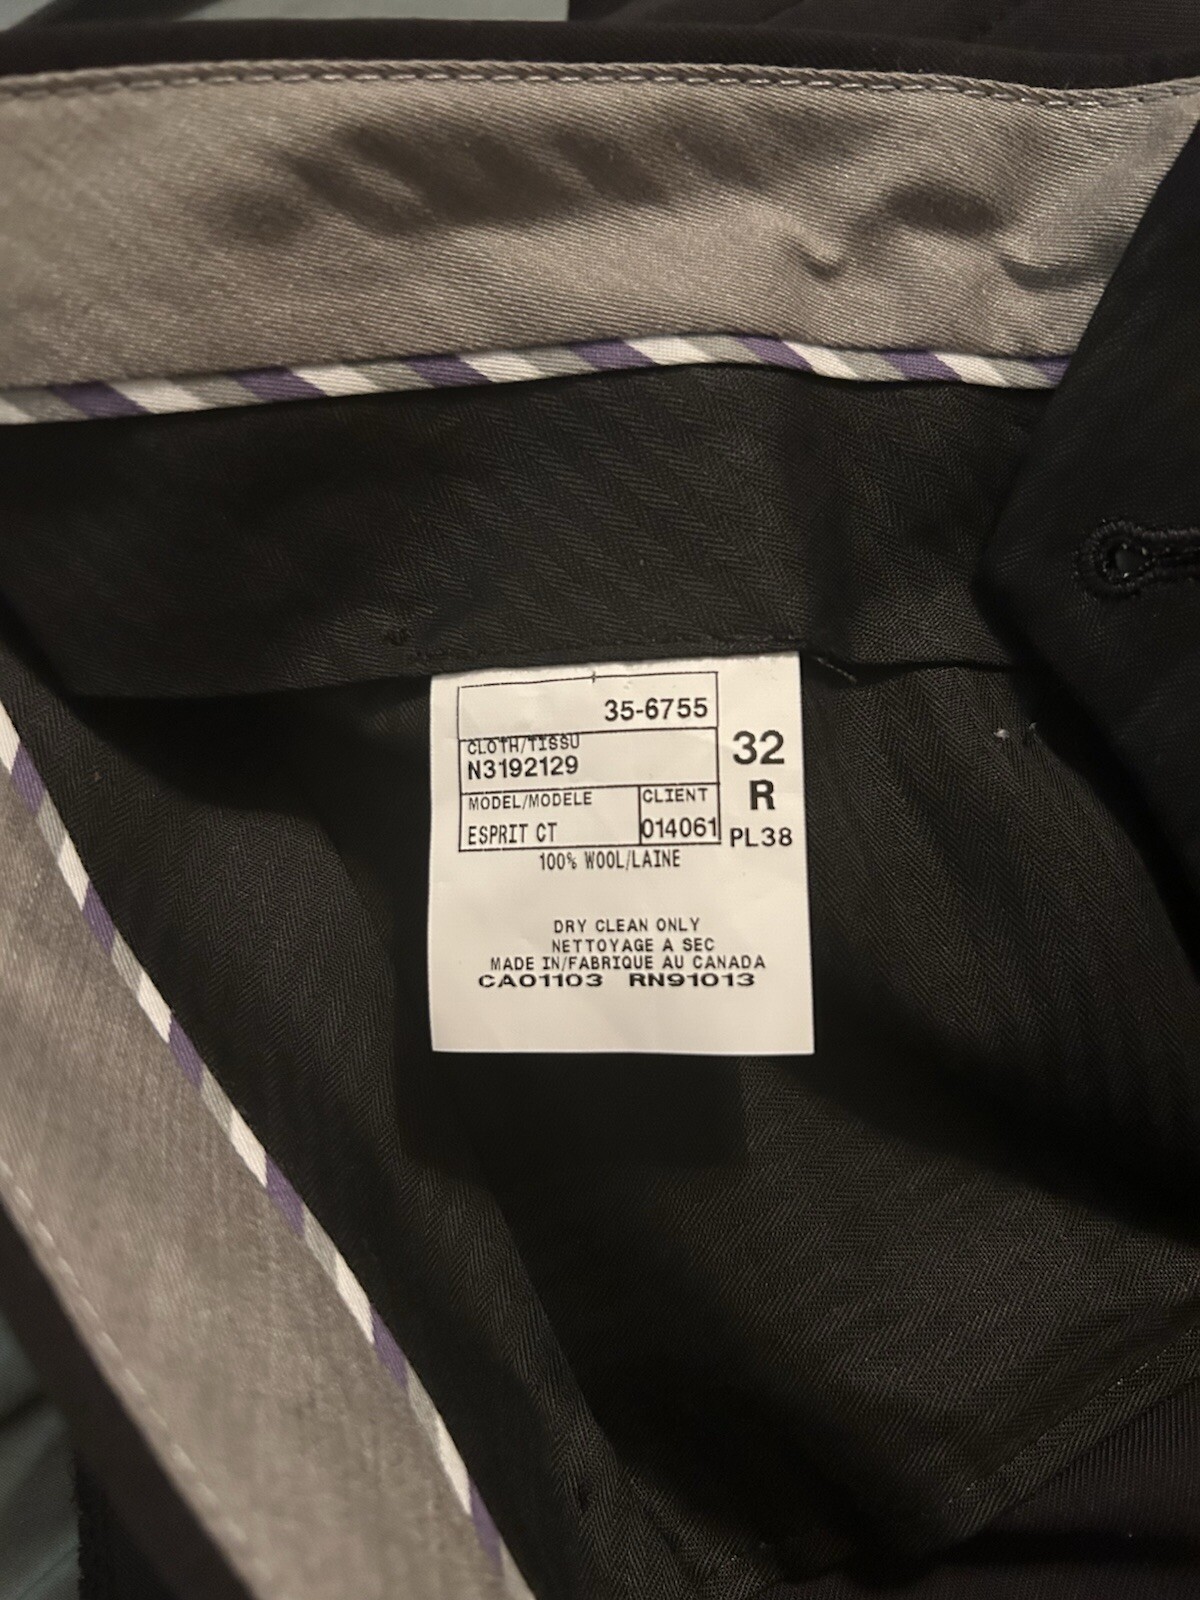 35-6755
CLOTH/TISSU
N3192129
32
MODEL/MODELE
CLIENT
R
ESPRIT CT
014061
PL38
100% WOOL/LAINE
DRY CLEAN ONLY
NETTOYAGE A SEC
MADE IN/FABRIQUE AU CANADA
CA01103 RN91013